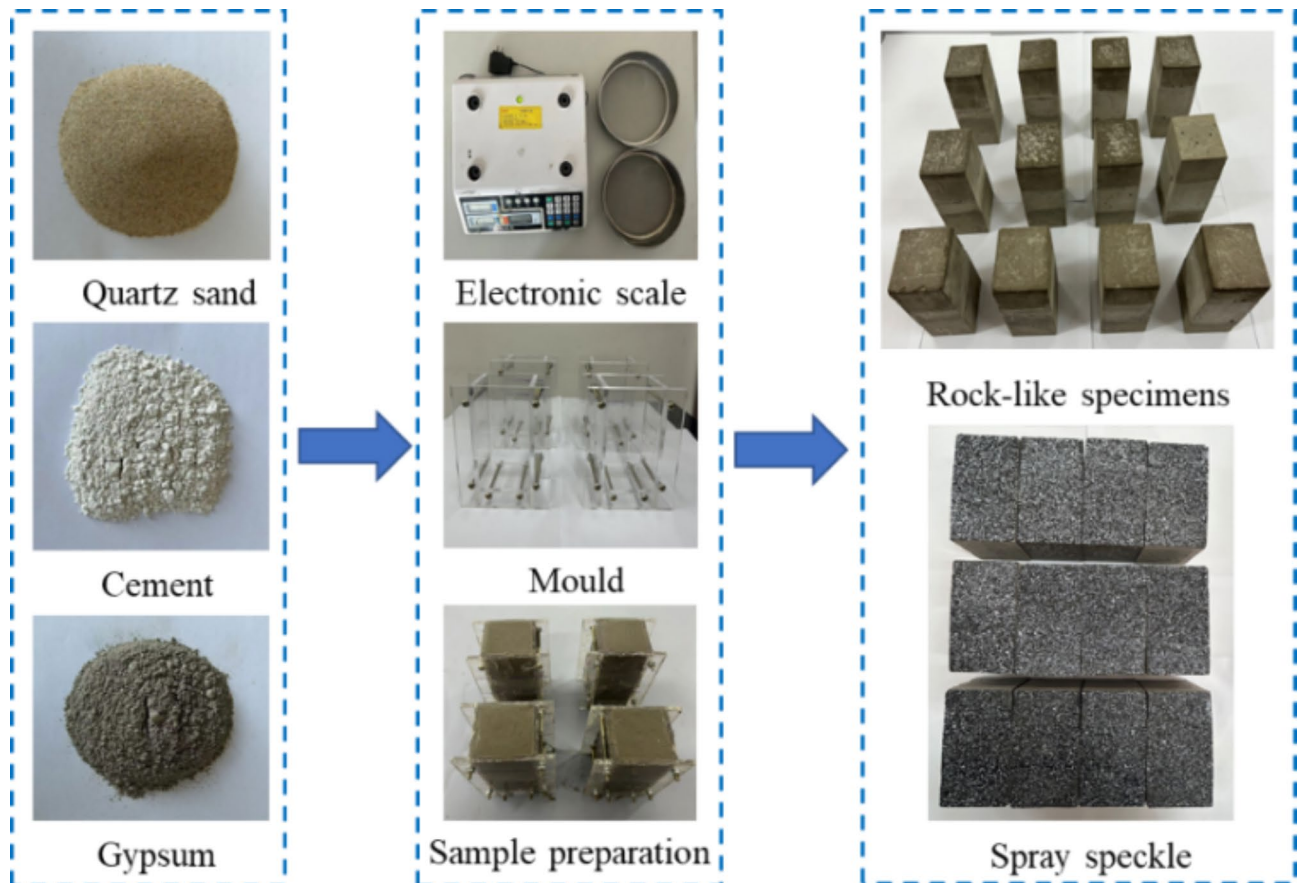 Quartz sand
Cement
Gypsum
Electronic scale
Mould
Sample preparation
Rock-like specimens
Spray speckle